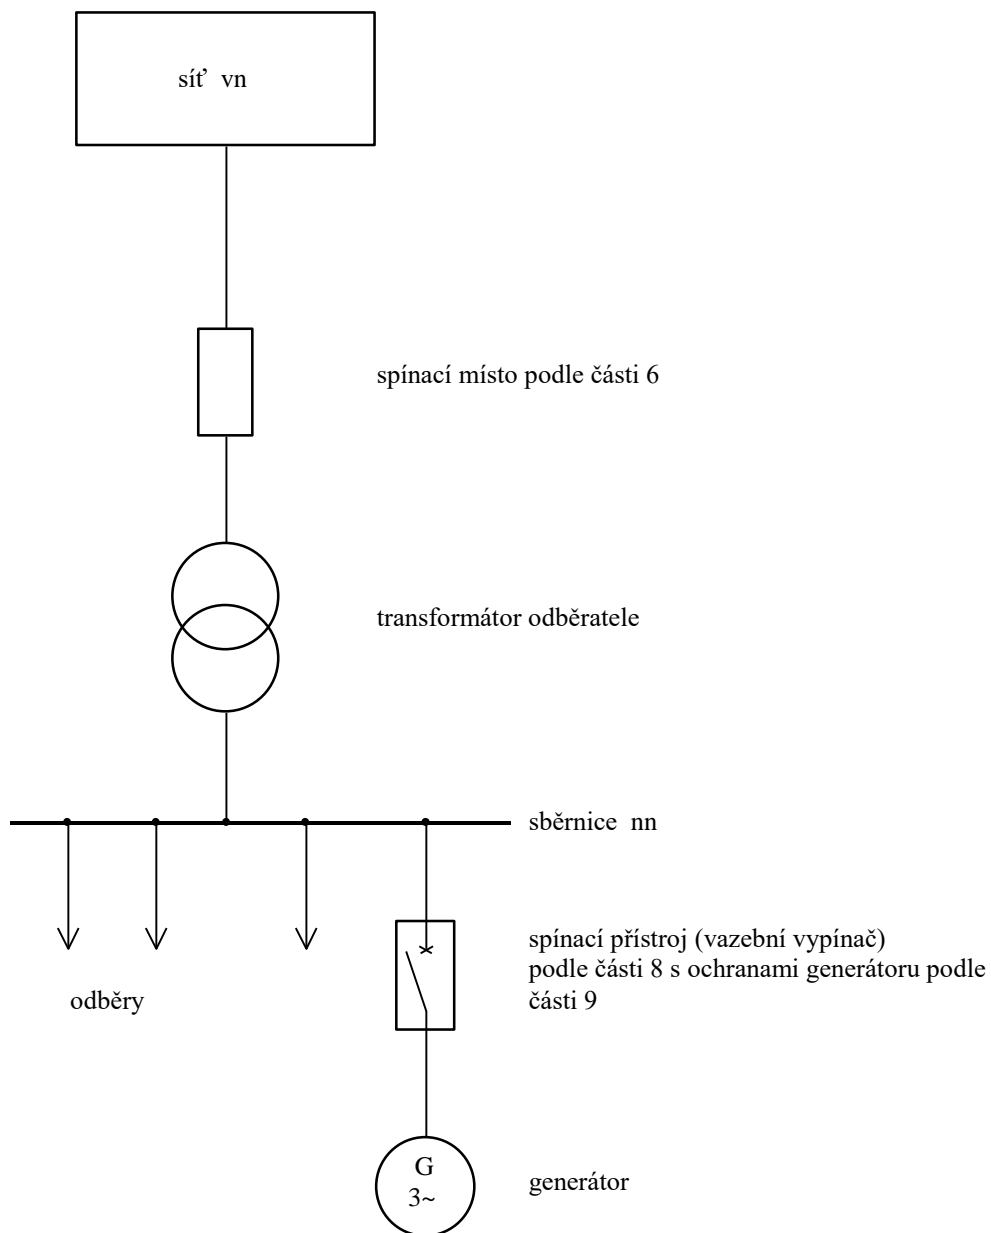 síť vn
spínací místo podle části 6
transformátor odběratele
sběrnice nn
spínací přístroj (vazební vypínač)
podle části 8 s ochranami generátoru podle
části 9
odběry
G
3~
generátor